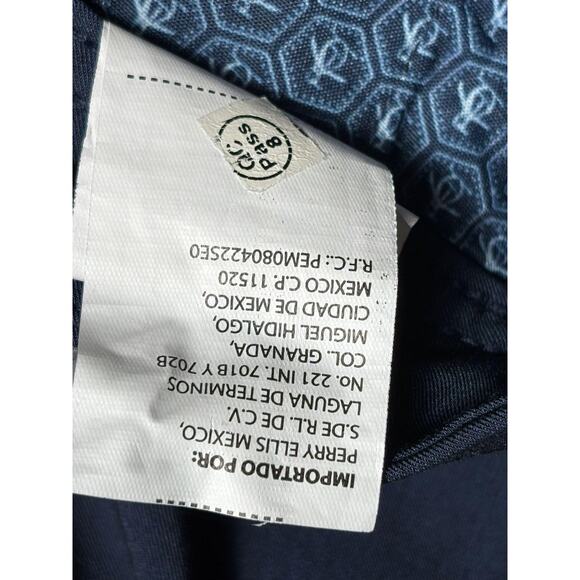 IMPORTADO POR:
PERRY ELLIS MEXICO,
S.DE R.L. DE C.V.
LAGUNA DE TERMINOS
No. 221 INT. 701B Y 702B
COL. GRANADA,
MIGUEL HIDALGO,
CIUDAD DE MEXICO,
MEXICO C.P. 11520
R.F.C.: PEM080422SE0
QC
Pass
8